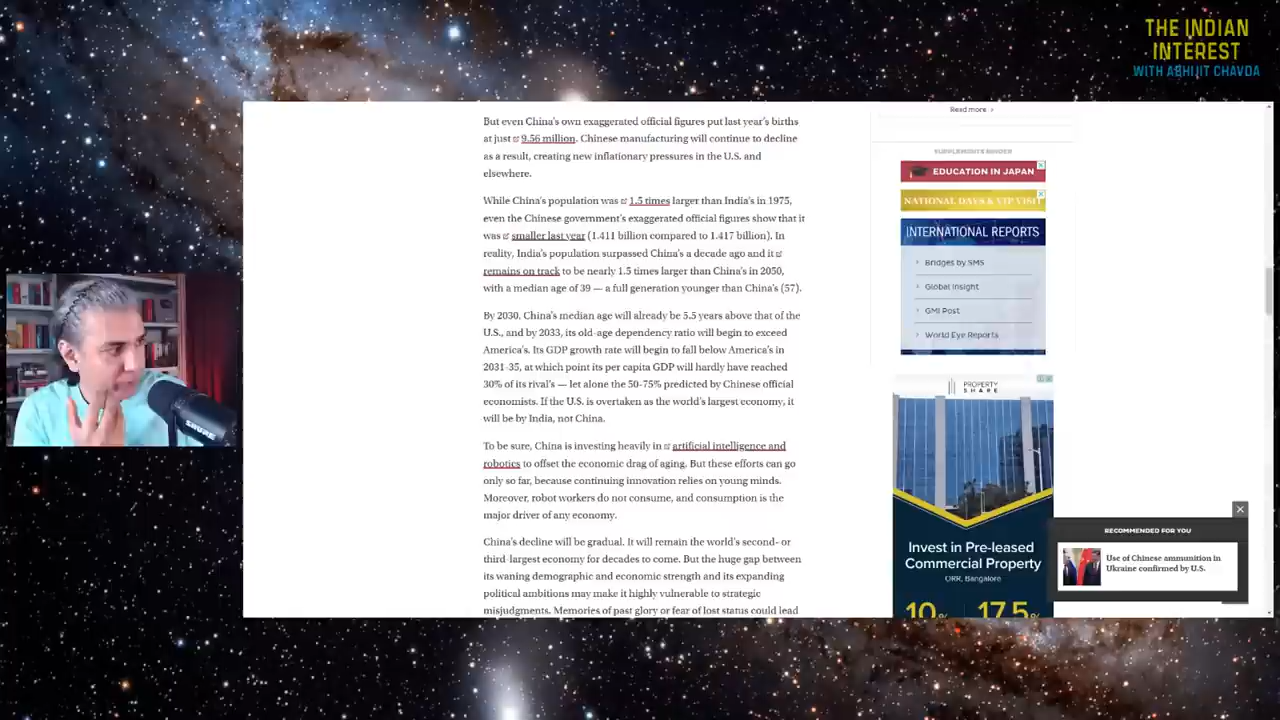 THE INDIAN
INTEREST
WITH ABHIJIT CHAVDA
Read more >
But even China's own exaggerated official figures put last year's births
at just 9.56 million. Chinese manufacturing will continue to decline
as a result, creating new inflationary pressures in the U.S. and
elsewhere.
While China's population was 1.5 times larger than India's in 1975,
even the Chinese government's exaggerated official figures show that it
was smaller last year (1.411 billion compared to 1.417 billion). In
reality, India's population surpassed China's a decade ago and it
remains on track to be nearly 1.5 times larger than China's in 2050,
with a median age of 39 — a full generation younger than China's (57).
By 2030, China's median age will already be 5.5 years above that of the
U.S., and by 2033, its old-age dependency ratio will begin to exceed
America's. Its GDP growth rate will begin to fall below America's in
2031-35, at which point its per capita GDP will hardly have reached
30% of its rival's — let alone the 50-75% predicted by Chinese official
economists. If the U.S. is overtaken as the world's largest economy, it
will be by India, not China.
To be sure, China is investing heavily in artificial intelligence and
robotics to offset the economic drag of aging. But these efforts can go
only so far, because continuing innovation relies on young minds.
Moreover, robot workers do not consume, and consumption is the
major driver of any economy.
China's decline will be gradual. It will remain the world's second- or
third-largest economy for decades to come. But the huge gap between
its waning demographic and economic strength and its expanding
political ambitions may make it highly vulnerable to strategic
misjudgments. Memories of past glory or fear of lost status could lead
EDUCATION IN JAPAN
NATIONAL DAYS & VIP VISIT
INTERNATIONAL REPORTS
Bridges by SMS
Global Insight
GMI Post
World Eye Reports
PROPERTY
SHARE
Invest in Pre-leased
Commercial Property
ORR, Bangalore
10% 17.5%
RECOMMENDED FOR YOU
Use of Chinese ammunition in
Ukraine confirmed by U.S.
SHURE